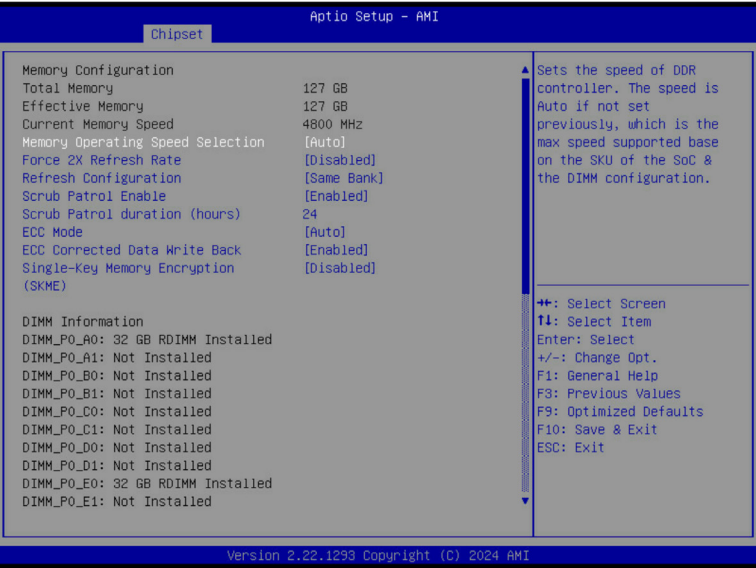 Aptio Setup – AMI
Chipset
Memory Configuration
Total Memory 127 GB
Effective Memory 127 GB
Current Memory Speed 4800 MHz
Memory Operating Speed Selection [Auto]
Force 2X Refresh Rate [Disabled]
Refresh Configuration [Same Bank]
Scrub Patrol Enable [Enabled]
Scrub Patrol duration (hours) 24
ECC Mode [Auto]
ECC Corrected Data Write Back [Enabled]
Single-Key Memory Encryption [Disabled]
(SKME)
DIMM Information
DIMM_P0_A0: 32 GB RDIMM Installed
DIMM_P0_A1: Not Installed
DIMM_P0_B0: Not Installed
DIMM_P0_B1: Not Installed
DIMM_P0_C0: Not Installed
DIMM_P0_C1: Not Installed
DIMM_P0_D0: Not Installed
DIMM_P0_D1: Not Installed
DIMM_P0_E0: 32 GB RDIMM Installed
DIMM_P0_E1: Not Installed
Sets the speed of DDR
controller. The speed is
Auto if not set
previously, which is the
max speed supported base
on the SKU of the SoC &
the DIMM configuration.
→←: Select Screen
↑↓: Select Item
Enter: Select
+/-: Change Opt.
F1: General Help
F3: Previous Values
F9: Optimized Defaults
F10: Save & Exit
ESC: Exit
Version 2.22.1293 Copyright (C) 2024 AMI